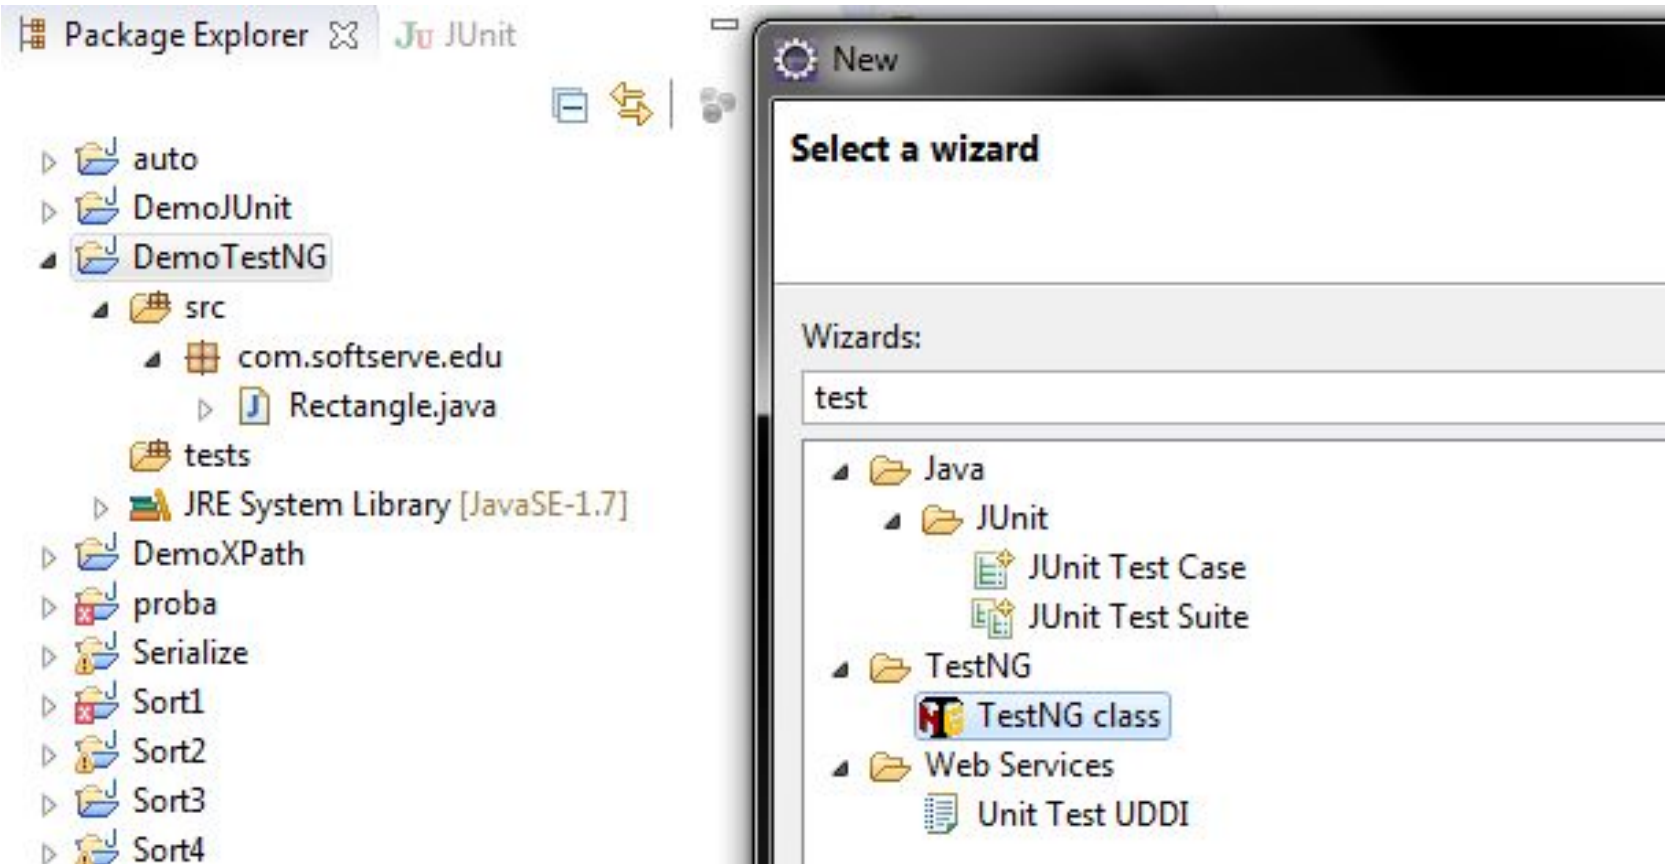 Package Explorer JUnit
auto
DemoJUnit
DemoTestNG
src
com.softserve.edu
Rectangle.java
tests
JRE System Library [JavaSE-1.7]
DemoXPath
proba
Serialize
Sort1
Sort2
Sort3
Sort4
New
Select a wizard
Wizards:
test
Java
JUnit
JUnit Test Case
JUnit Test Suite
TestNG
TestNG class
Web Services
Unit Test UDDI